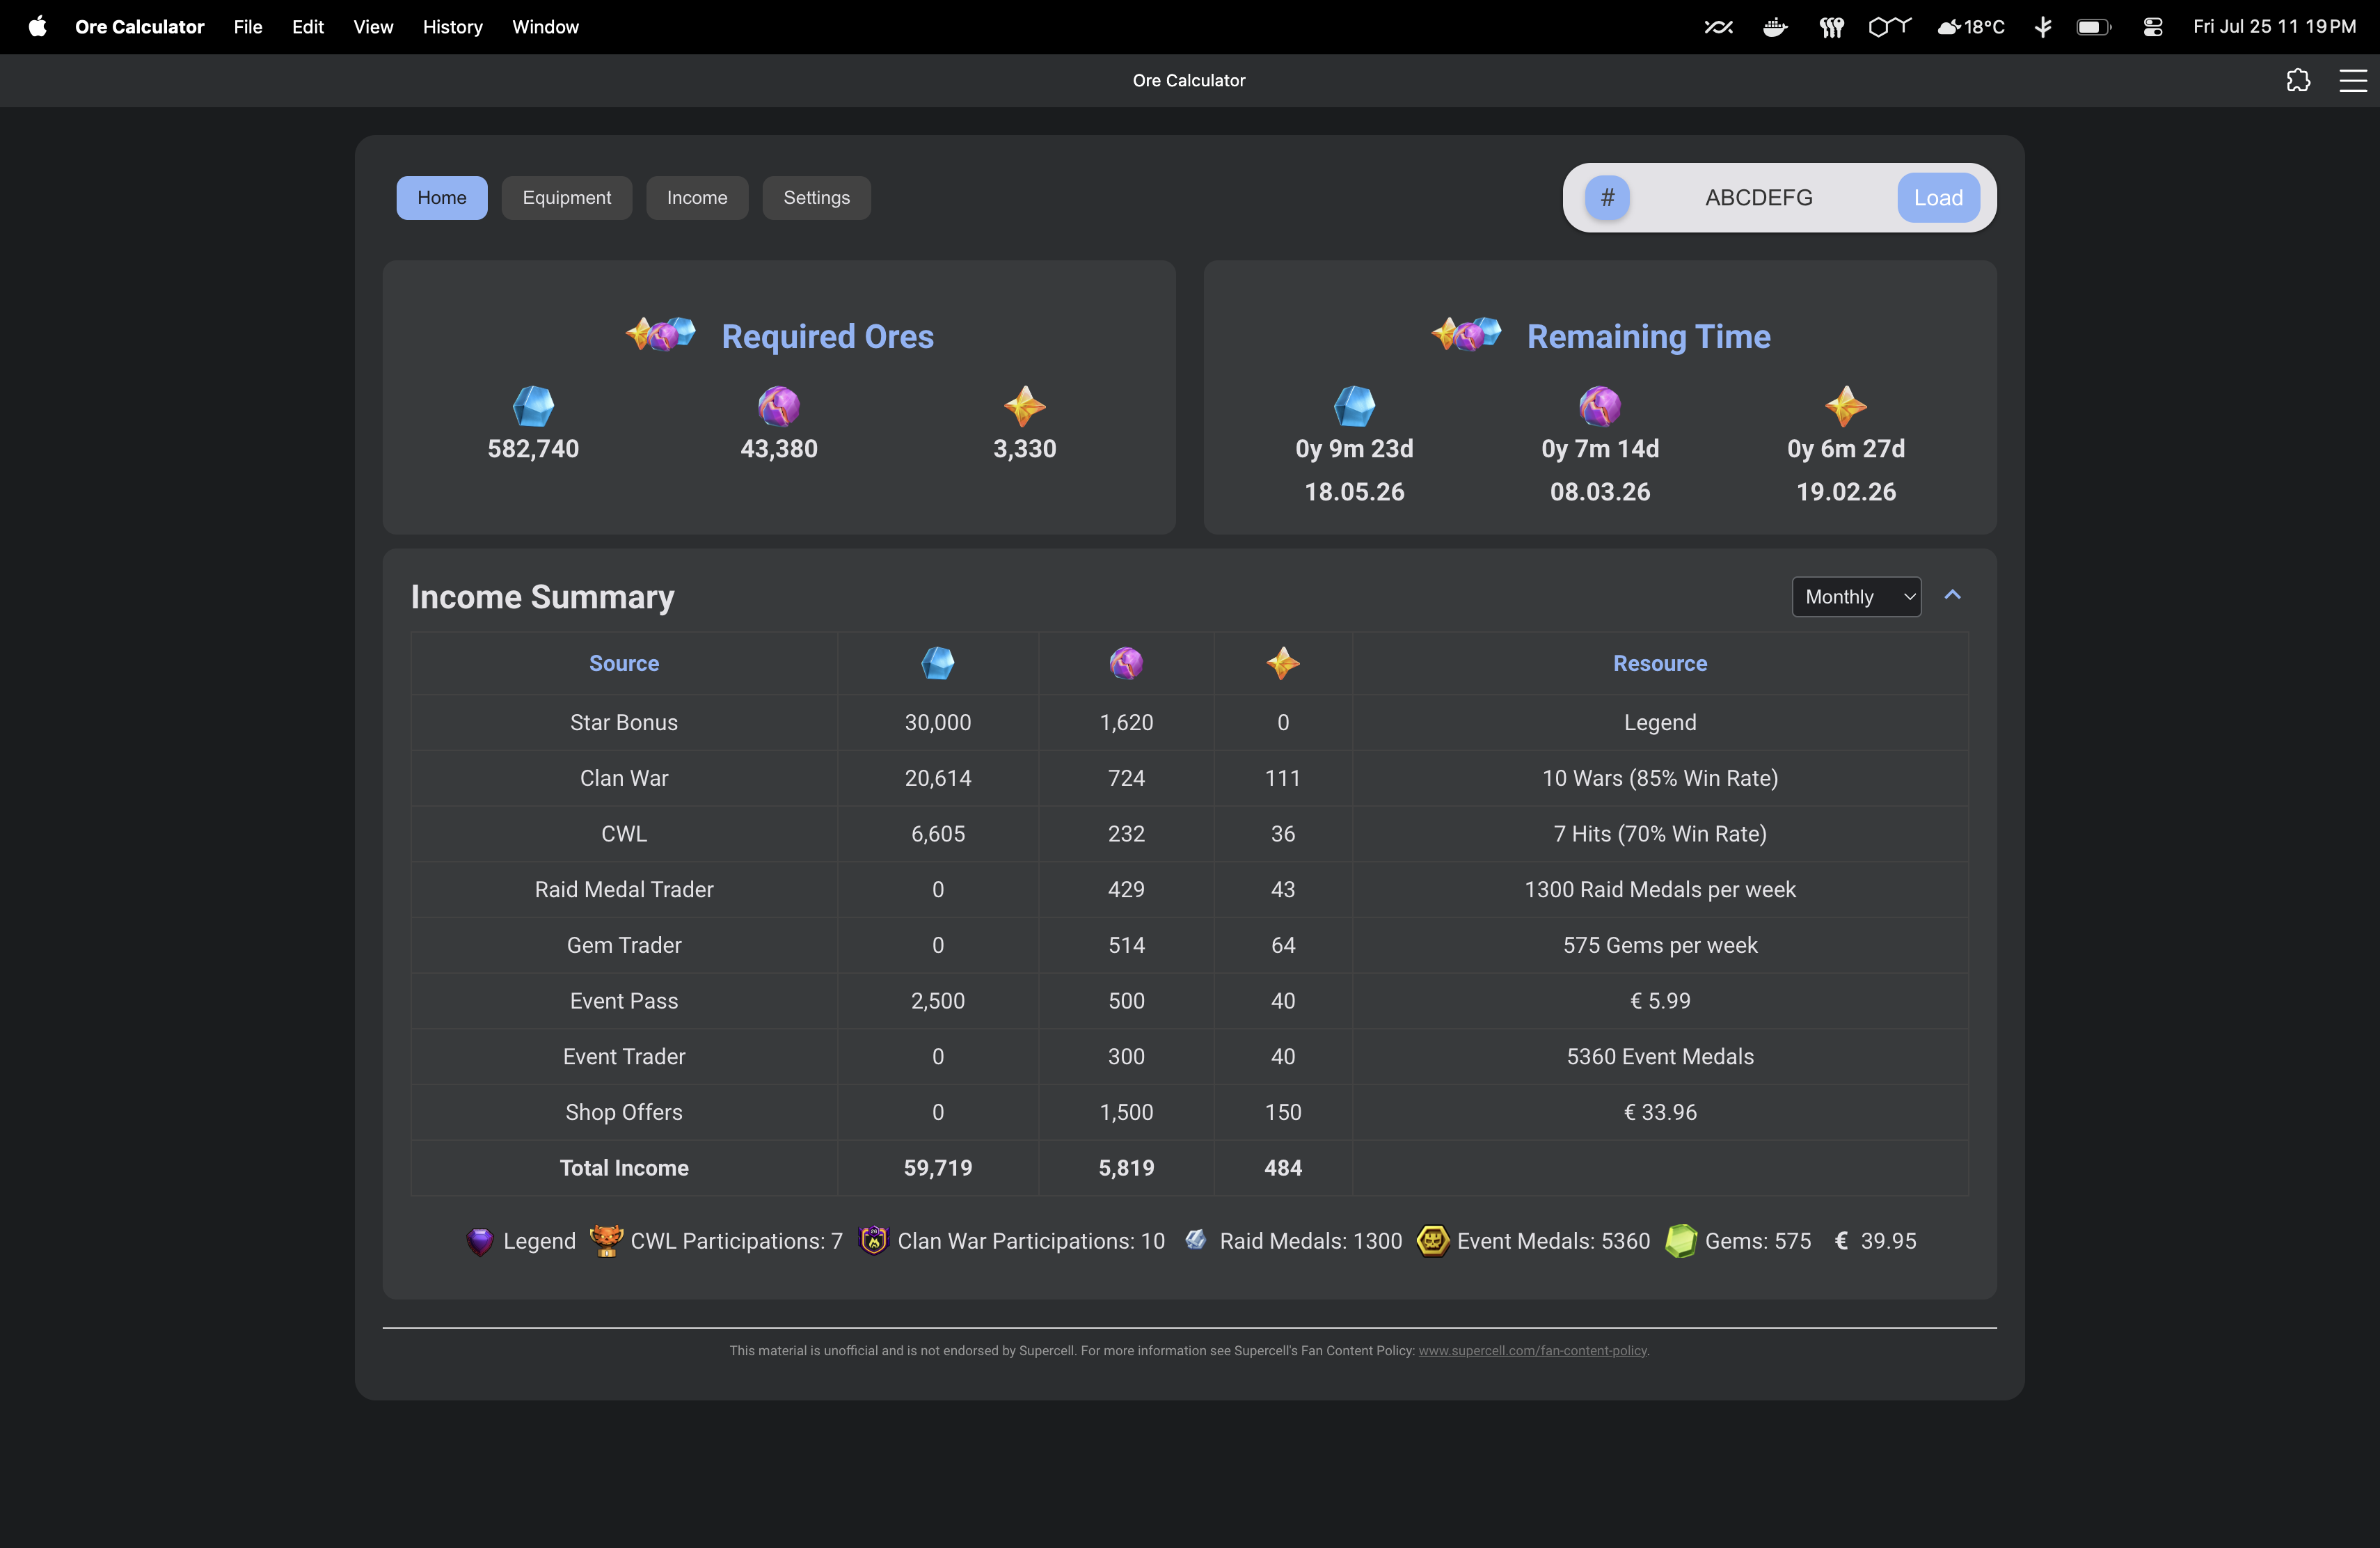 Ore Calculator File Edit View History Window 18°C Fri Jul 25 11 19 PM
Ore Calculator
Home Equipment Income Settings # ABCDEFG Load
Required Ores
582,740 43,380 3,330
Remaining Time
0y 9m 23d 0y 7m 14d 0y 6m 27d
18.05.26 08.03.26 19.02.26
Income Summary Monthly
Source Resource
Star Bonus 30,000 1,620 0 Legend
Clan War 20,614 724 111 10 Wars (85% Win Rate)
CWL 6,605 232 36 7 Hits (70% Win Rate)
Raid Medal Trader 0 429 43 1300 Raid Medals per week
Gem Trader 0 514 64 575 Gems per week
Event Pass 2,500 500 40 € 5.99
Event Trader 0 300 40 5360 Event Medals
Shop Offers 0 1,500 150 € 33.96
Total Income 59,719 5,819 484
Legend CWL Participations: 7 Clan War Participations: 10 Raid Medals: 1300 Event Medals: 5360 Gems: 575 € 39.95
This material is unofficial and is not endorsed by Supercell. For more information see Supercell's Fan Content Policy: www.supercell.com/fan-content-policy.